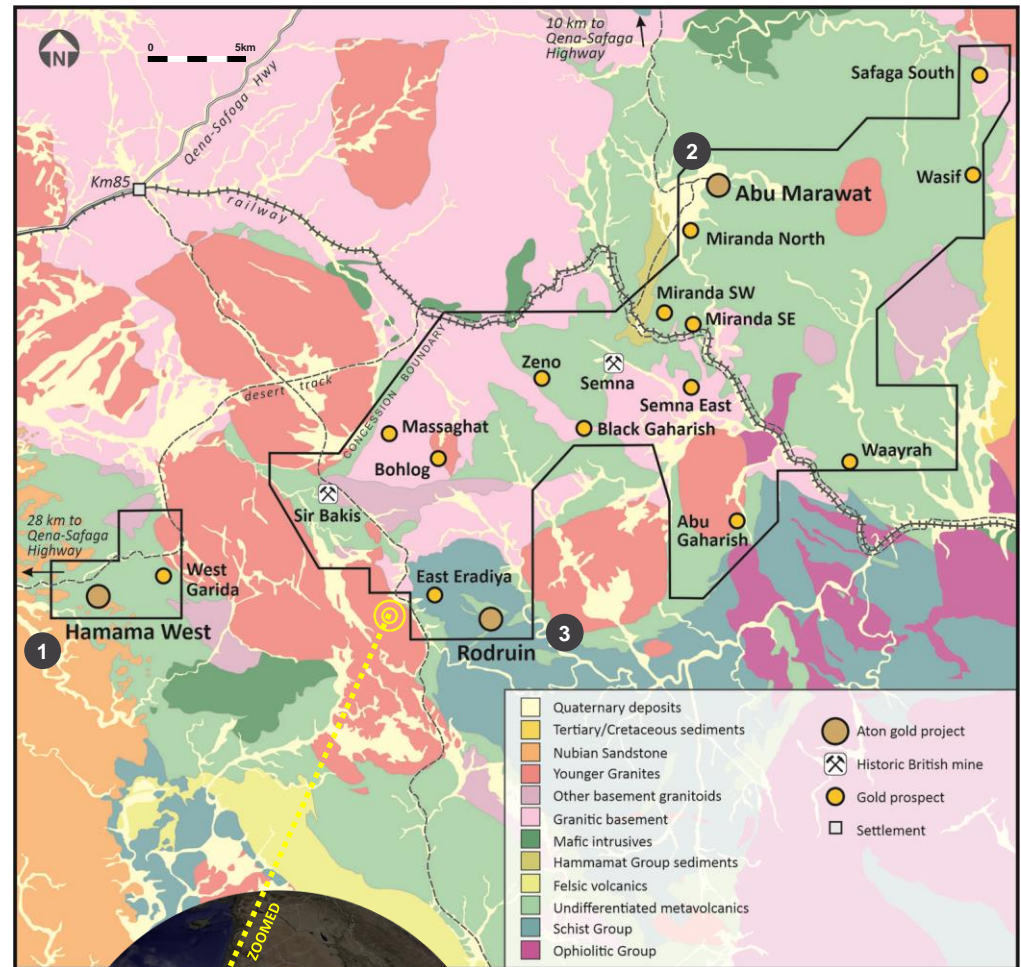 10 km to
Qena-Safaga
Highway
N
0 5km
Qena-Safoga Hwy
Safaga South
2
Km85
Wasif
Abu Marawat
railway
Miranda North
Miranda SW
Miranda SE
CONCESSION BOUNDARY
Zeno
Semna
desert track
Semna East
Massaghat
Black Gaharish
Bohlog
Waayrah
Sir Bakis
28 km to
Qena-Safaga
Highway
Abu
Gaharish
West
Garida
East Eradiya
Hamama West
1
3
Rodruin
Quaternary deposits
Tertiary/Cretaceous sediments
Nubian Sandstone
Younger Granites
Other basement granitoids
Granitic basement
Mafic intrusives
Hammamat Group sediments
Felsic volcanics
Undifferentiated metavolcanics
Schist Group
Ophiolitic Group
Aton gold project
Historic British mine
Gold prospect
Settlement
ZOOMED